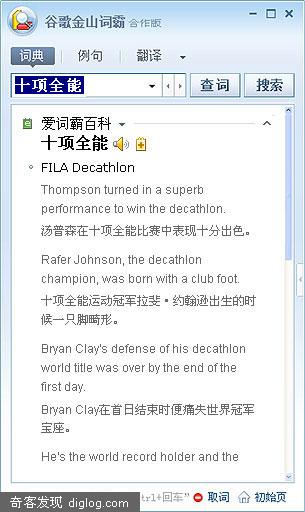 谷歌金山词霸 合作版
词典 例句 翻译
十项全能 查词 搜索
爱词霸百科
十项全能
FILA Decathlon
Thompson turned in a superb
performance to win the decathlon.
汤普森在十项全能比赛中表现十分出色。
Rafer Johnson, the decathlon
champion, was born with a club foot.
十项全能运动冠军拉斐·约翰逊出生的时
候一只脚畸形。
Bryan Clay's defense of his decathlon
world title was over by the end of the
first day.
Bryan Clay在首日结束时便痛失世界冠军
宝座。
He's the world record holder and the
trl+回车" 取词 初始页
奇客发现 diglog.com